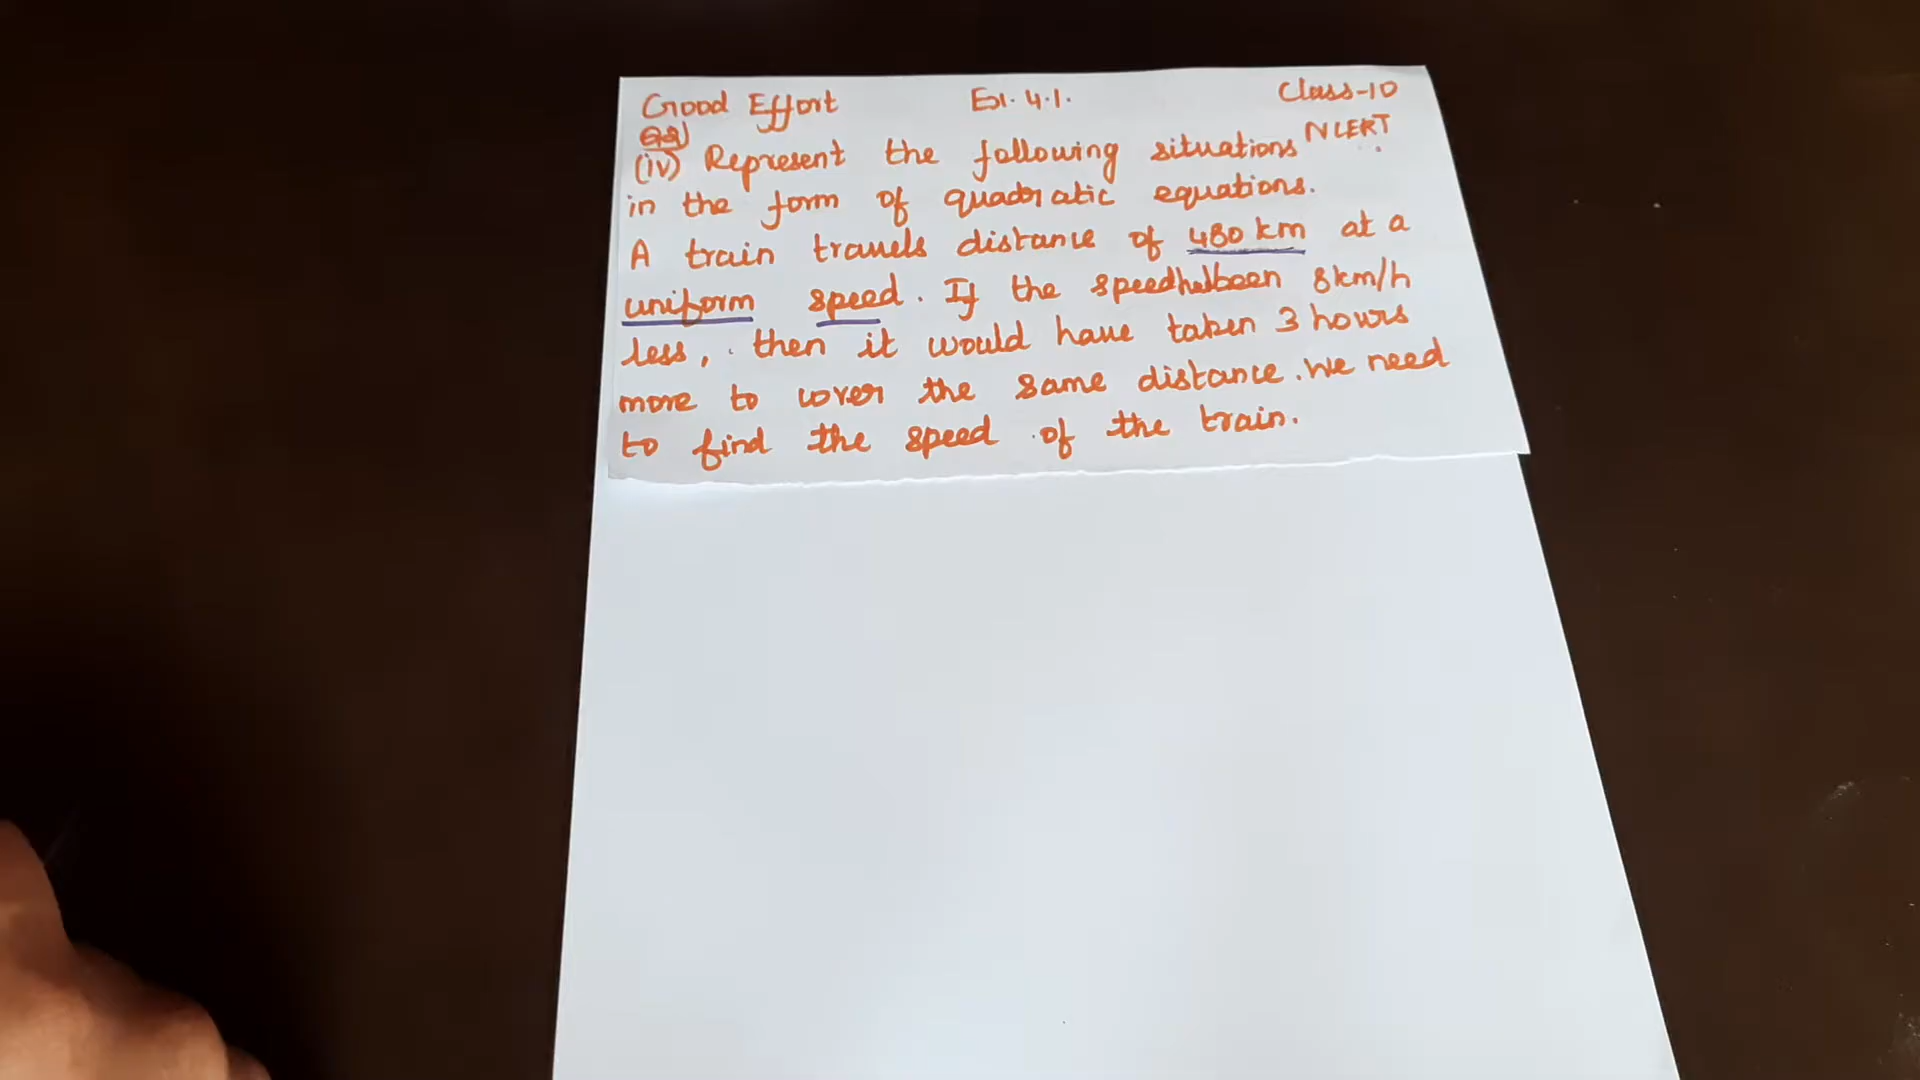 Good Effort Ex. 4.1. Class-10
NCERT
(iv) Represent the following situations
in the form of quadratic equations.
A train travels distance of 480 km at a
uniform speed. If the speed had been 8km/h
less, then it would have taken 3 hours
more to cover the same distance. We need
to find the speed of the train.